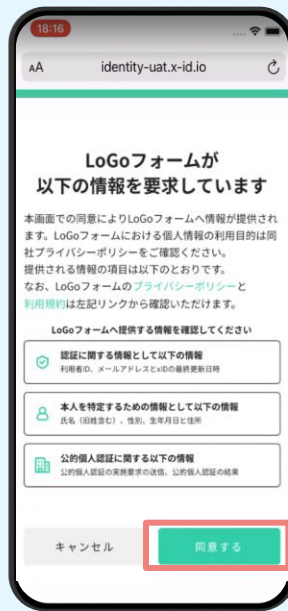 18:16
AA identity-uat.x-id.io
LoGoフォームが
以下の情報を要求しています
本画面での同意によりLoGoフォームへ情報が提供され
ます。LoGoフォームにおける個人情報の利用目的は同
社プライバシーポリシーをご確認ください。
提供される情報の項目は以下のとおりです。
なお、LoGoフォームのプライバシーポリシーと
利用規約は左記リンクから確認いただけます。
LoGoフォームへ提供する情報を確認してください
認証に関する情報として以下の情報
利用者ID、メールアドレスとxIDの最終更新日時
本人を特定するための情報として以下の情報
氏名（旧姓含む）、性別、生年月日と住所
公的個人認証に関する以下の情報
公的個人認証の実施要求の送信、公的個人認証の結果
キャンセル 同意する